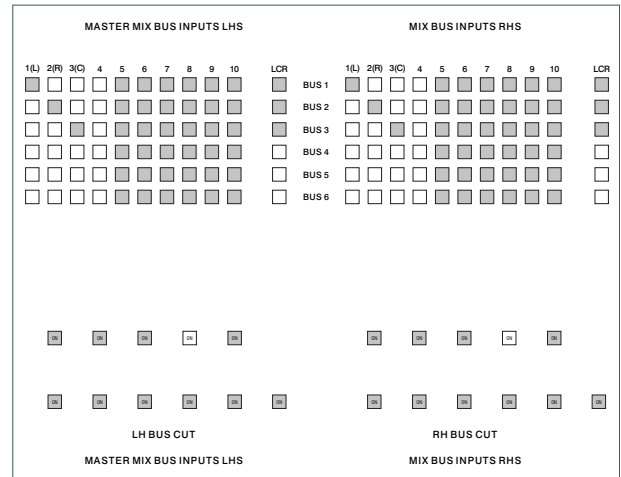 MASTER MIX BUS INPUTS LHS MIX BUS INPUTS RHS
1(L) 2(R) 3(C) 4 5 6 7 8 9 10 LCR 1(L) 2(R) 3(C) 4 5 6 7 8 9 10 LCR
BUS 1
BUS 2
BUS 3
BUS 4
BUS 5
BUS 6
ON ON ON ON ON ON ON ON ON ON
ON ON ON ON ON ON ON ON ON ON ON ON
LH BUS CUT RH BUS CUT
MASTER MIX BUS INPUTS LHS MIX BUS INPUTS RHS